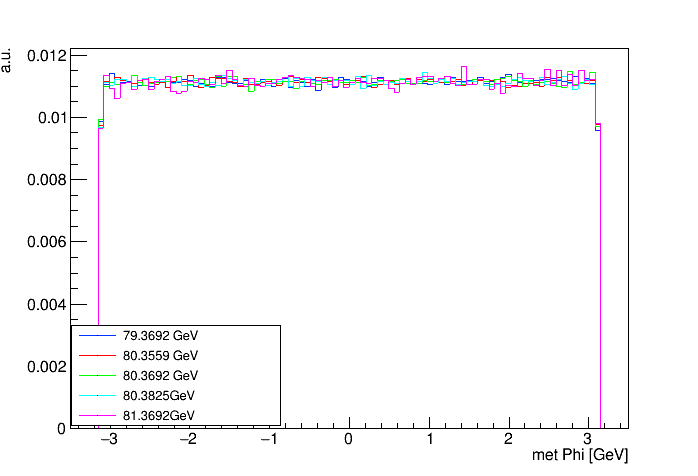 a.u.
0.012
0.01
0.008
0.006
0.004
0.002
0
79.3692 GeV
80.3559 GeV
80.3692 GeV
80.3825GeV
81.3692GeV
−3 −2 −1 0 1 2 3
met Phi [GeV]